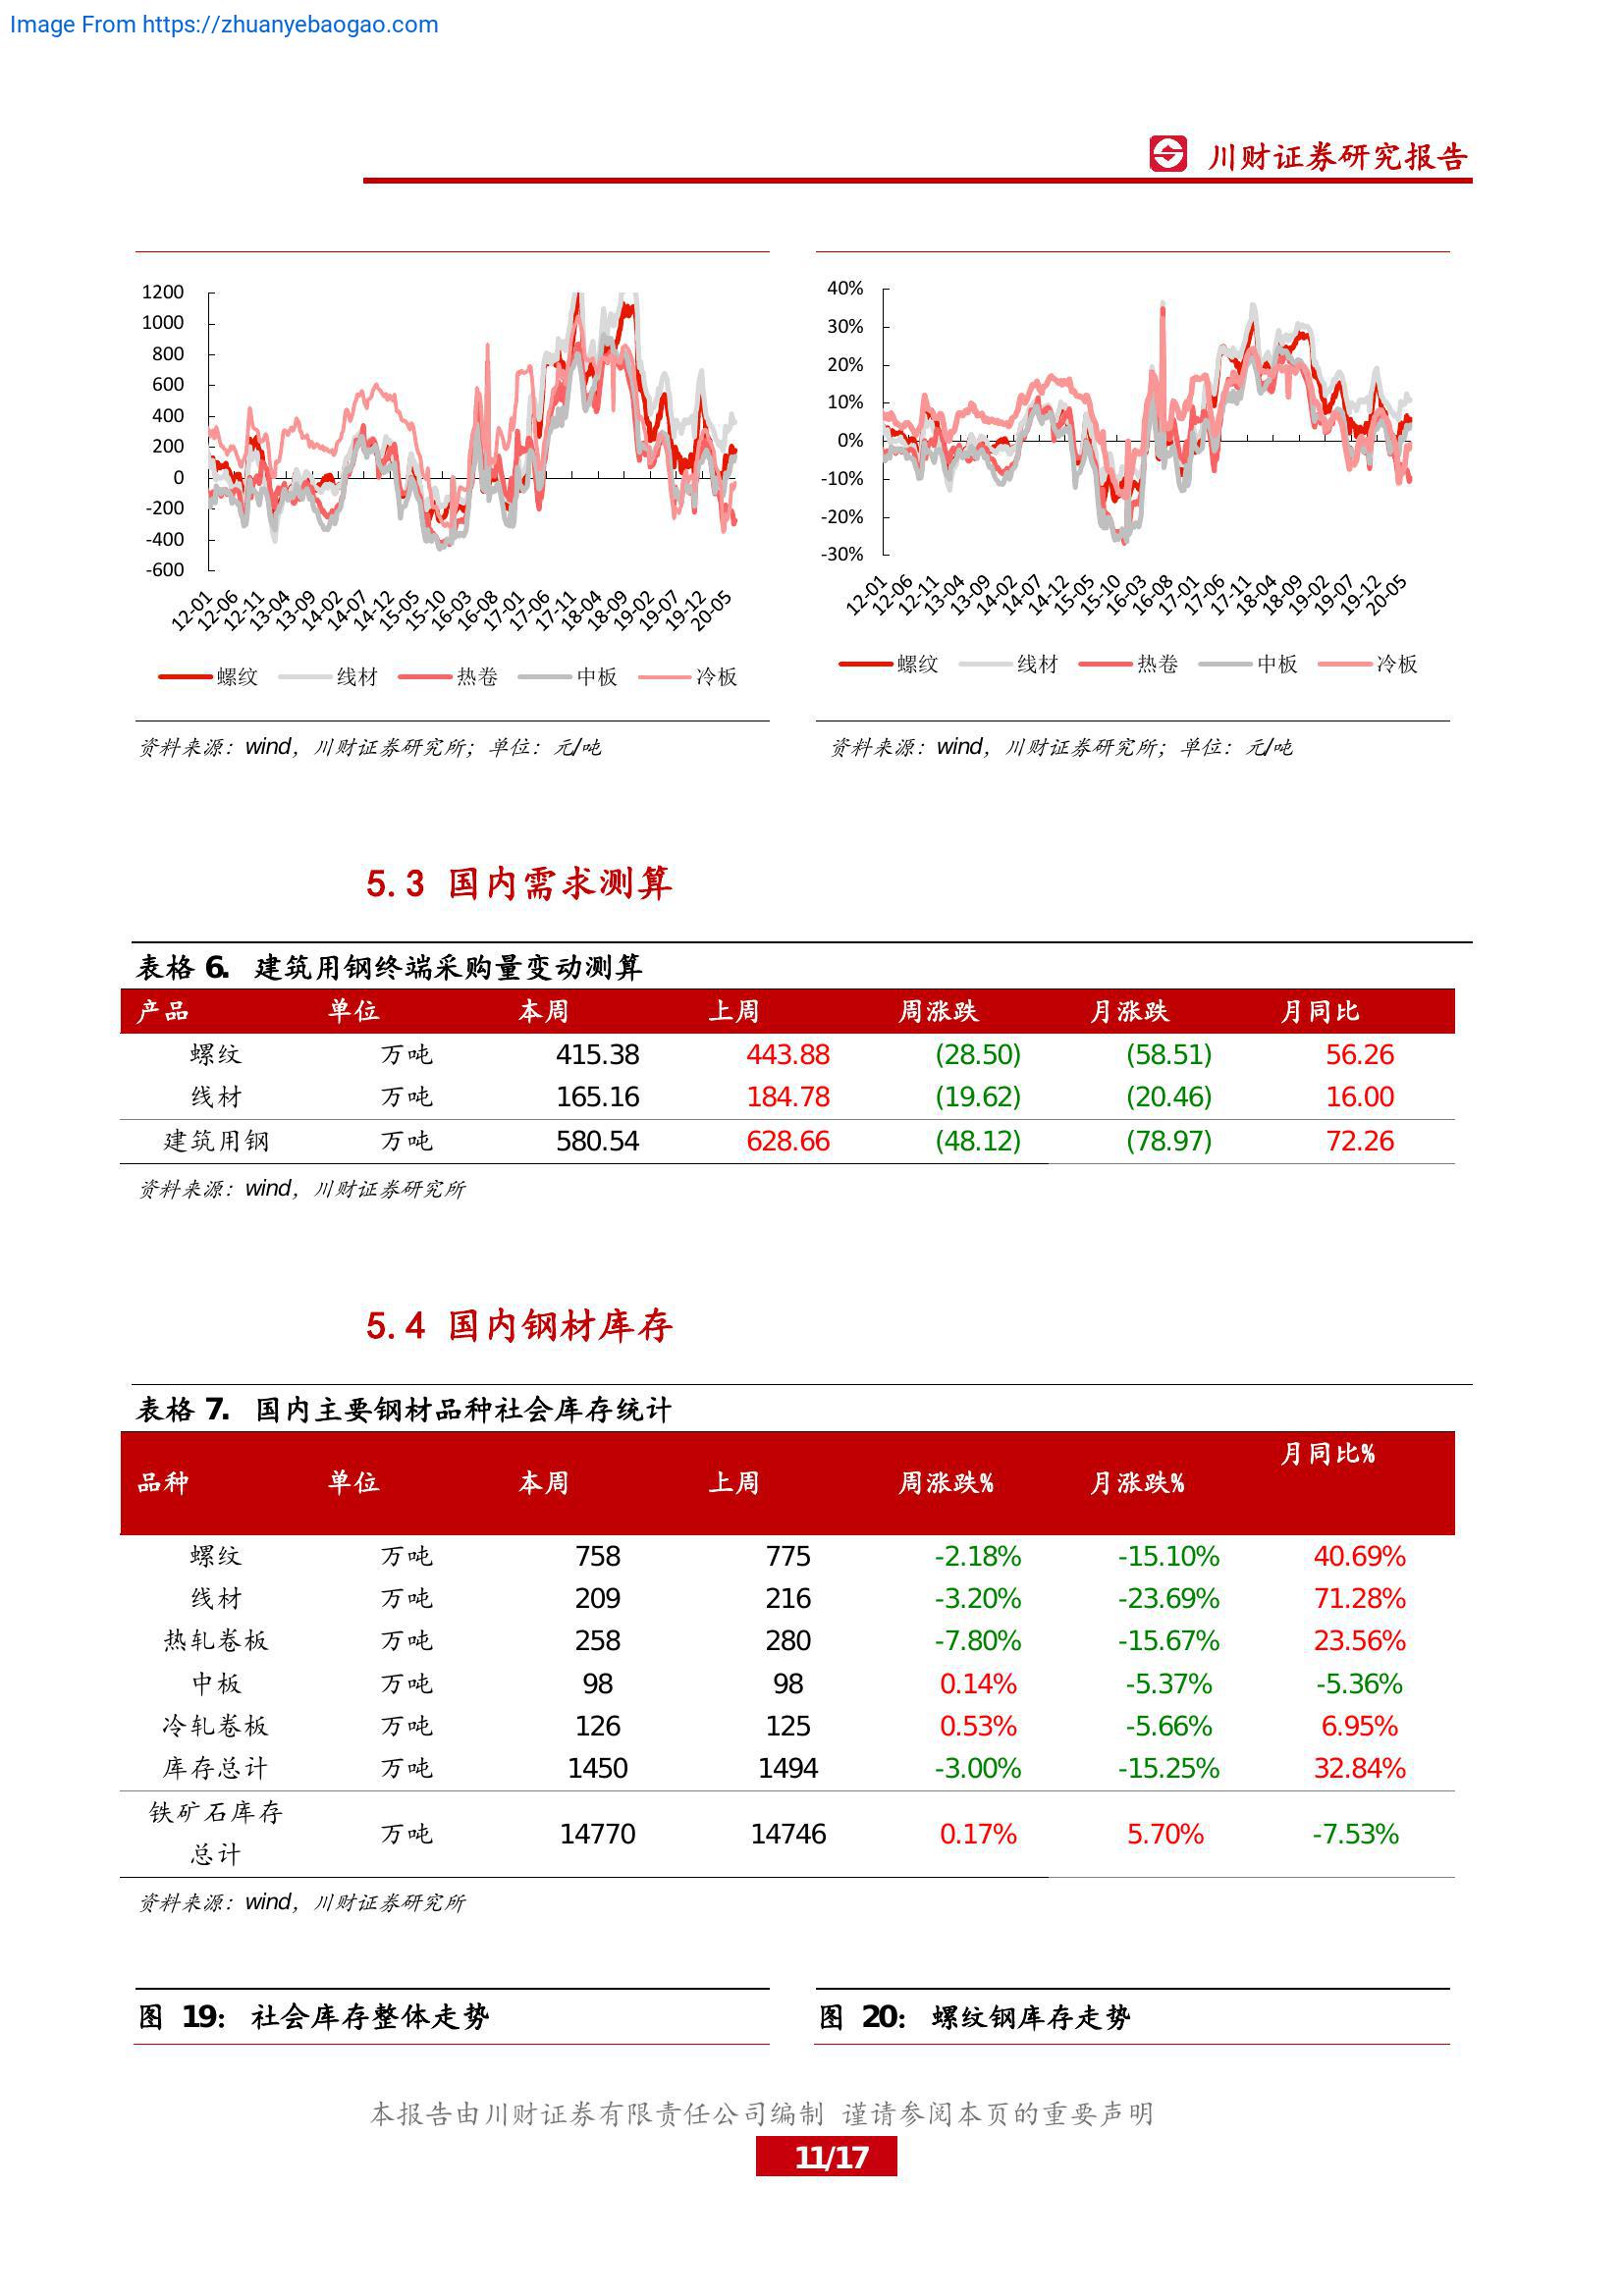 Image From https://zhuanyebaogao.com
川财证券研究报告
1200
1000
800
600
400
200
0
-200
-400
-600
12-01 12-06 12-11 13-04 13-09 14-02 14-07 14-12 15-05 15-10 16-03 16-08 17-01 17-06 17-11 18-04 18-09 19-02 19-07 19-12 20-05
螺纹 线材 热卷 中板 冷板
资料来源：wind，川财证券研究所；单位：元/吨
40%
30%
20%
10%
0%
-10%
-20%
-30%
12-01 12-06 12-11 13-04 13-09 14-02 14-07 14-12 15-05 15-10 16-03 16-08 17-01 17-06 17-11 18-04 18-09 19-02 19-07 19-12 20-05
螺纹 线材 热卷 中板 冷板
资料来源：wind，川财证券研究所；单位：元/吨
5.3 国内需求测算
表格 6. 建筑用钢终端采购量变动测算
产品 单位 本周 上周 周涨跌 月涨跌 月同比
螺纹 万吨 415.38 443.88 (28.50) (58.51) 56.26
线材 万吨 165.16 184.78 (19.62) (20.46) 16.00
建筑用钢 万吨 580.54 628.66 (48.12) (78.97) 72.26
资料来源：wind，川财证券研究所
5.4 国内钢材库存
表格 7. 国内主要钢材品种社会库存统计
品种 单位 本周 上周 周涨跌% 月涨跌% 月同比%
螺纹 万吨 758 775 -2.18% -15.10% 40.69%
线材 万吨 209 216 -3.20% -23.69% 71.28%
热轧卷板 万吨 258 280 -7.80% -15.67% 23.56%
中板 万吨 98 98 0.14% -5.37% -5.36%
冷轧卷板 万吨 126 125 0.53% -5.66% 6.95%
库存总计 万吨 1450 1494 -3.00% -15.25% 32.84%
铁矿石库存
总计 万吨 14770 14746 0.17% 5.70% -7.53%
资料来源：wind，川财证券研究所
图 19： 社会库存整体走势
图 20： 螺纹钢库存走势
本报告由川财证券有限责任公司编制 谨请参阅本页的重要声明
11/17